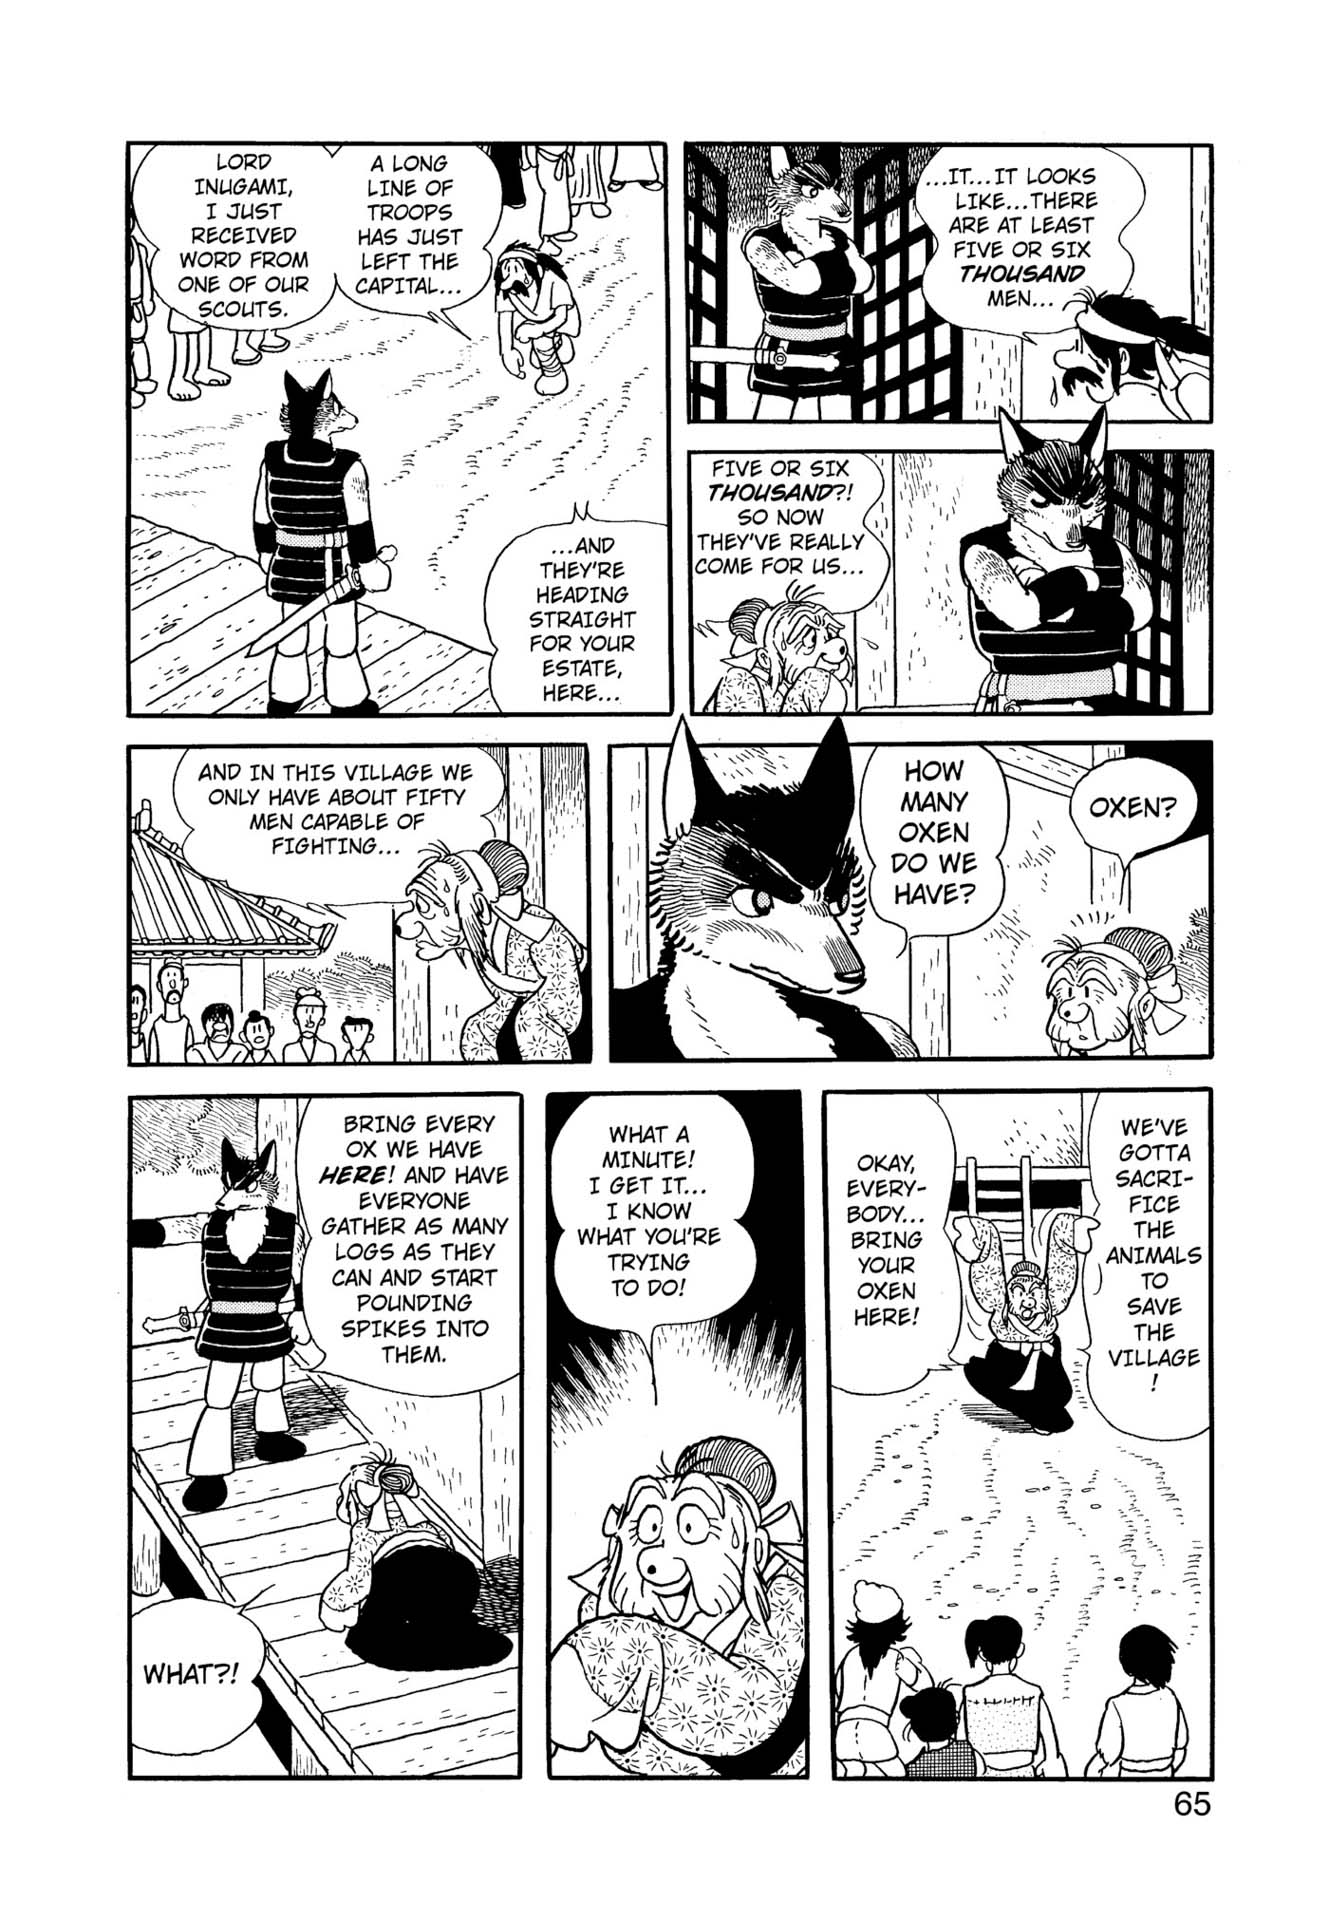 LORD
INUGAMI,
I JUST
RECEIVED
WORD FROM
ONE OF OUR
SCOUTS.
A LONG
LINE OF
TROOPS
HAS JUST
LEFT THE
CAPITAL...
...AND
THEY'RE
HEADING
STRAIGHT
FOR YOUR
ESTATE,
HERE...
...IT...IT LOOKS
LIKE...THERE
ARE AT LEAST
FIVE OR SIX
THOUSAND
MEN...
FIVE OR SIX
THOUSAND?!
SO NOW
THEY'VE REALLY
COME FOR US...
AND IN THIS VILLAGE WE
ONLY HAVE ABOUT FIFTY
MEN CAPABLE OF
FIGHTING...
HOW
MANY
OXEN
DO WE
HAVE?
OXEN?
BRING EVERY
OX WE HAVE
HERE! AND HAVE
EVERYONE
GATHER AS MANY
LOGS AS THEY
CAN AND START
POUNDING
SPIKES INTO
THEM.
WHAT?!
WHAT A
MINUTE!
I GET IT...
I KNOW
WHAT YOU'RE
TRYING
TO DO!
OKAY,
EVERY-
BODY...
BRING
YOUR
OXEN
HERE!
WE'VE
GOTTA
SACRI-
FICE
THE
ANIMALS
TO
SAVE
THE
VILLAGE
!
65